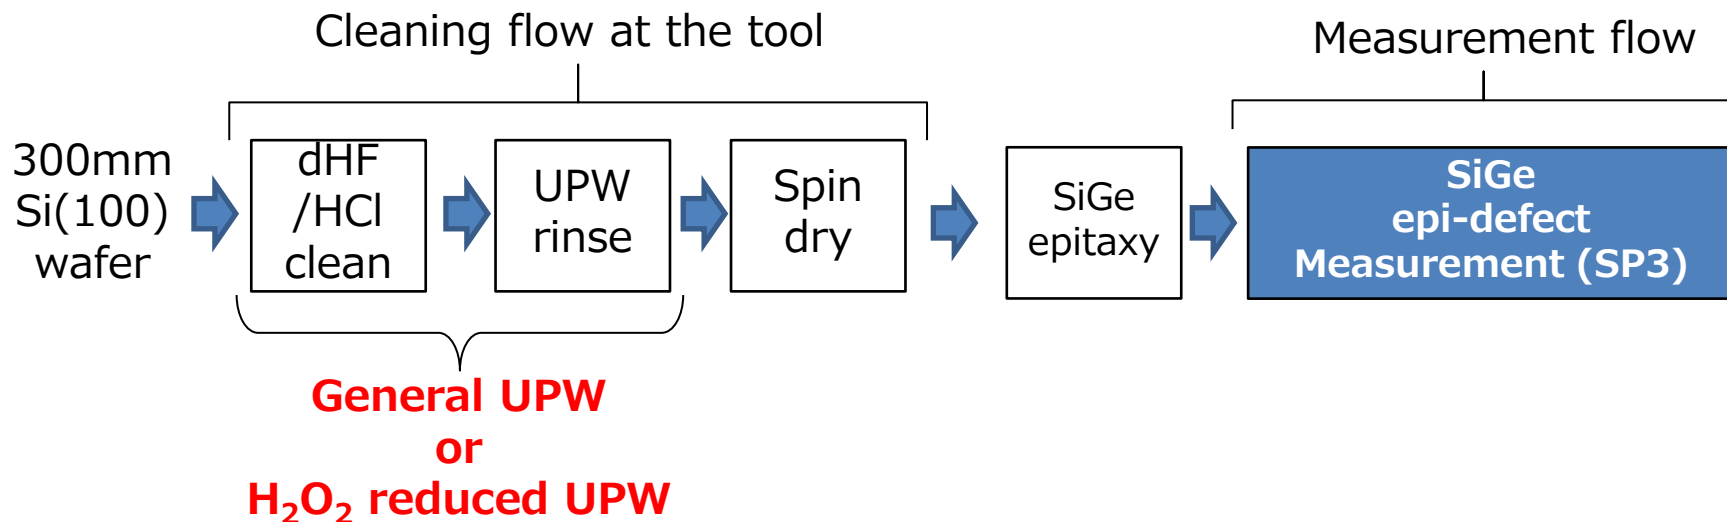 Cleaning flow at the tool
Measurement flow
300mm
Si(100)
wafer
dHF
/HCl
clean
UPW
rinse
Spin
dry
SiGe
epitaxy
SiGe
epi-defect
Measurement (SP3)
General UPW
or
H₂O₂ reduced UPW